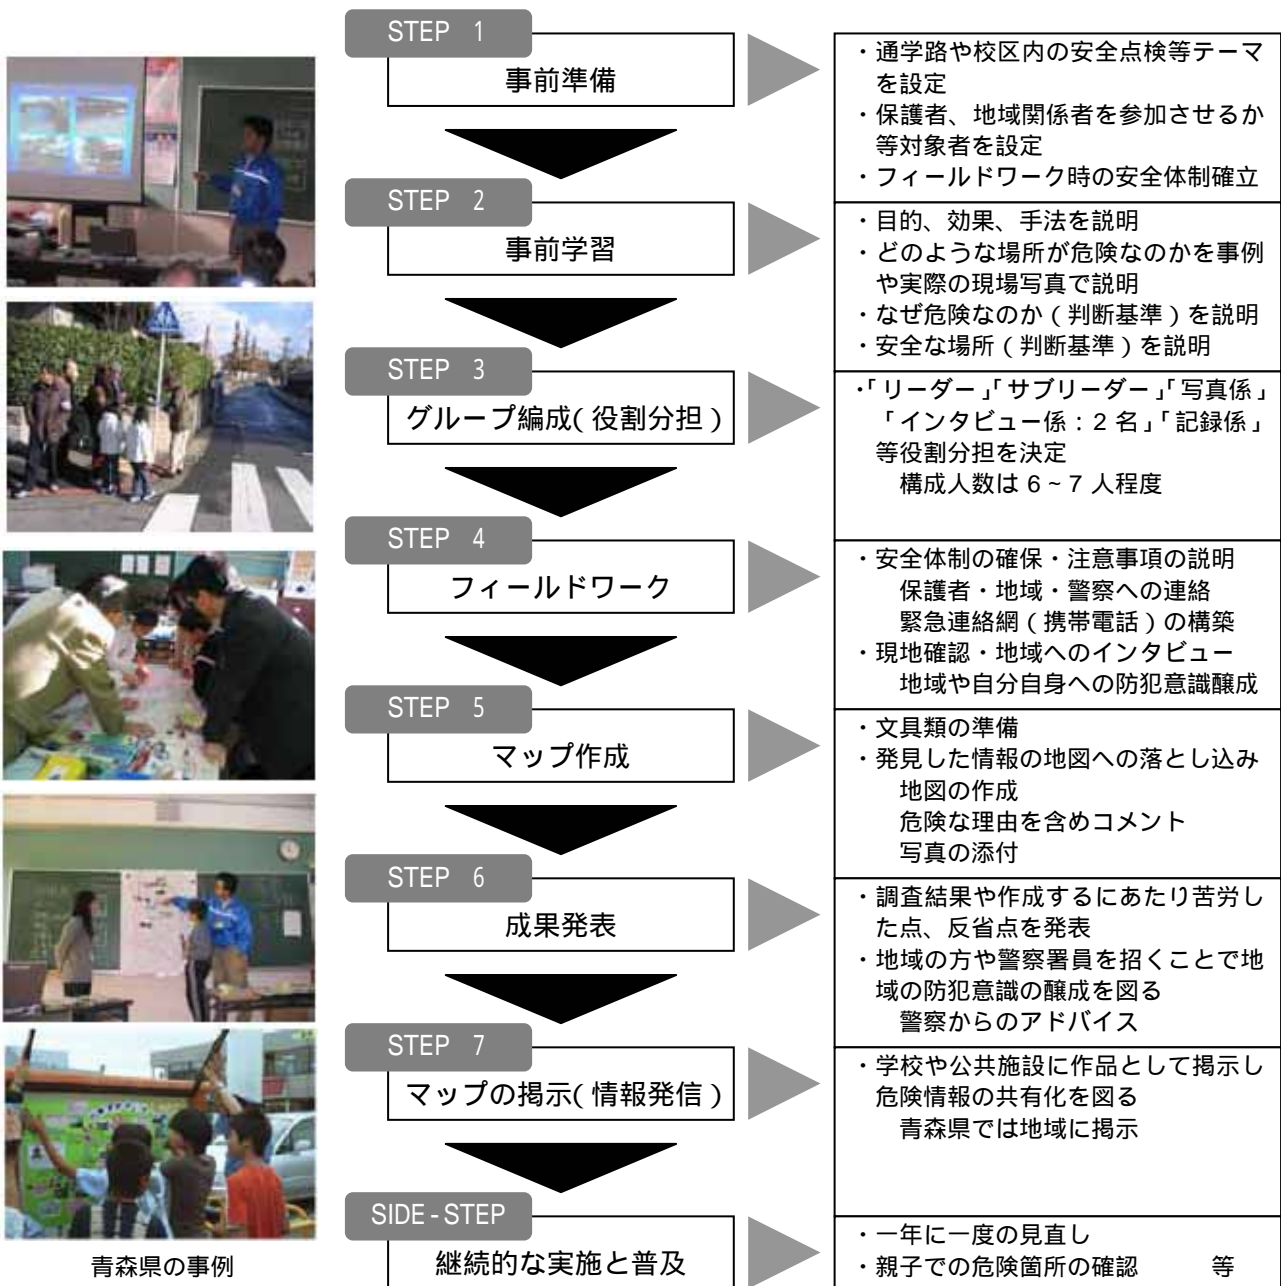 STEP 1
事前準備
・通学路や校区内の安全点検等テーマ
を設定
・保護者、地域関係者を参加させるか
等対象者を設定
・フィールドワーク時の安全体制確立
STEP 2
事前学習
・目的、効果、手法を説明
・どのような場所が危険なのかを事例
や実際の現場写真で説明
・なぜ危険なのか（判断基準）を説明
・安全な場所（判断基準）を説明
STEP 3
グループ編成（役割分担）
・「リーダー」「サブリーダー」「写真係」
「インタビュー係：2名」「記録係」
等役割分担を決定
構成人数は6~7人程度
STEP 4
フィールドワーク
・安全体制の確保・注意事項の説明
保護者・地域・警察への連絡
緊急連絡網（携帯電話）の構築
・現地確認・地域へのインタビュー
地域や自分自身への防犯意識醸成
STEP 5
マップ作成
・文具類の準備
・発見した情報の地図への落とし込み
地図の作成
危険な理由を含めコメント
写真の添付
STEP 6
成果発表
・調査結果や作成するにあたり苦労し
た点、反省点を発表
・地域の方や警察署員を招くことで地
域の防犯意識の醸成を図る
警察からのアドバイス
STEP 7
マップの掲示（情報発信）
・学校や公共施設に作品として掲示し
危険情報の共有化を図る
青森県では地域に掲示
SIDE-STEP
継続的な実施と普及
・一年に一度の見直し
・親子での危険箇所の確認 等
青森県の事例